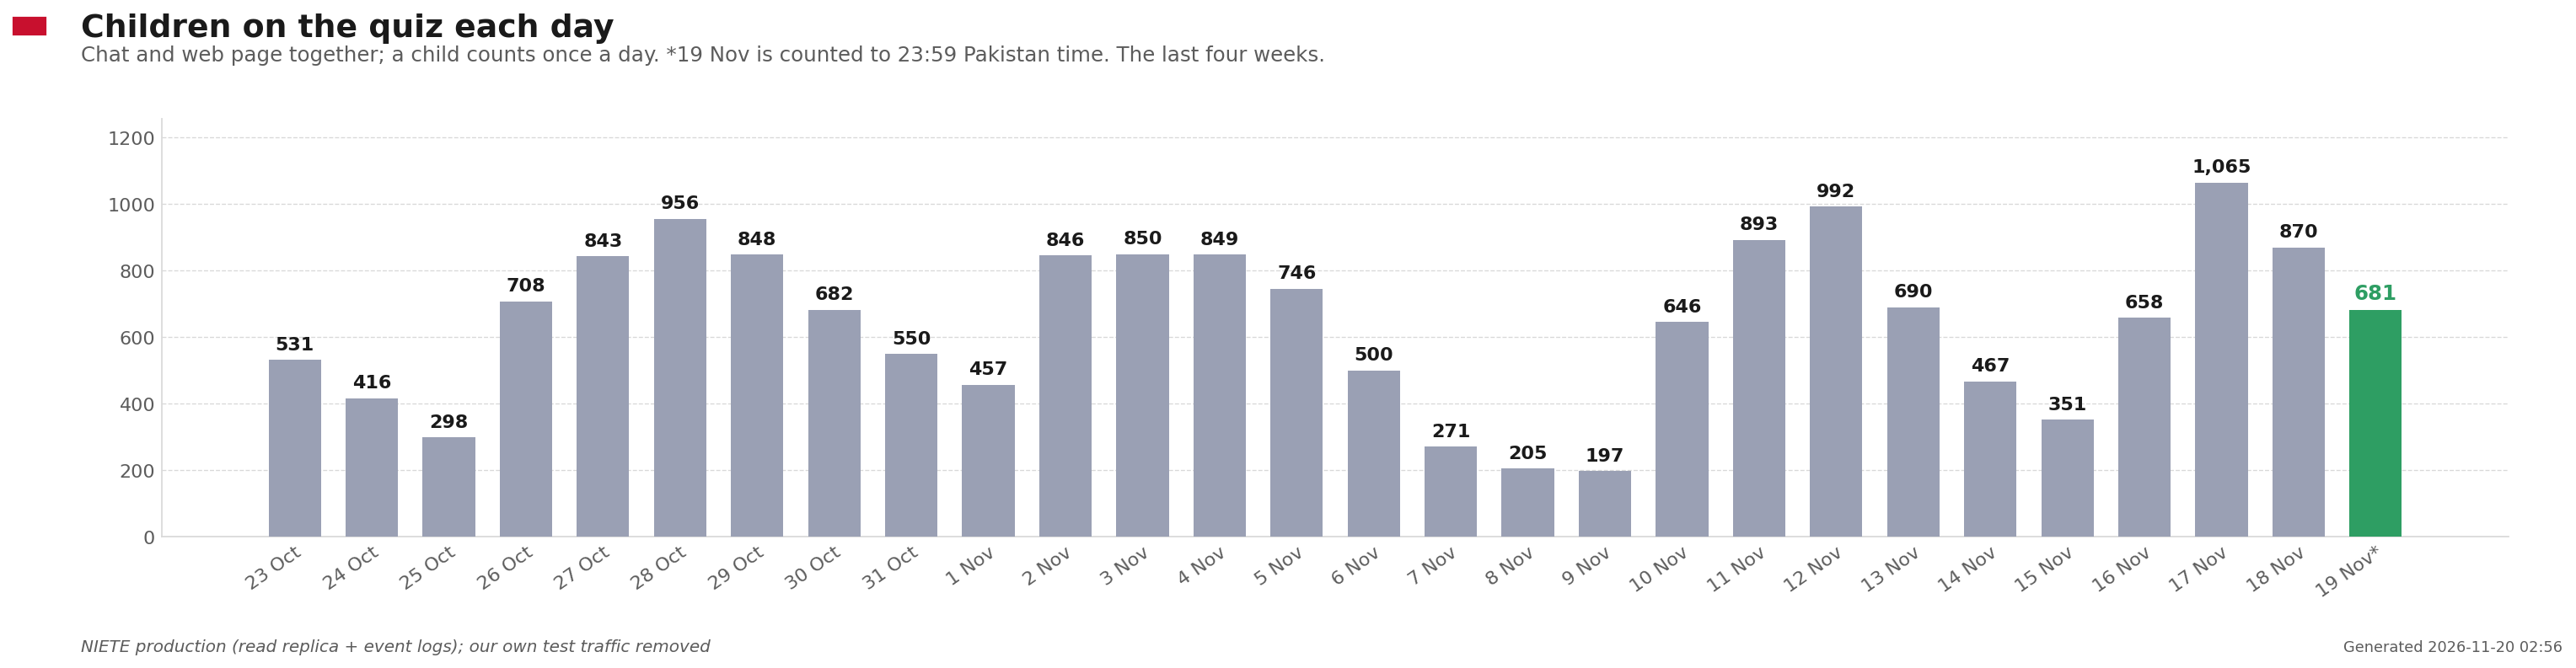 Children on the quiz each day
Chat and web page together; a child counts once a day. *19 Nov is counted to 23:59 Pakistan time. The last four weeks.
1200
1000
800
600
400
200
0
531
416
298
708
843
956
848
682
550
457
846
850
849
746
500
271
205
197
646
893
992
690
467
351
658
1,065
870
681
23 Oct
24 Oct
25 Oct
26 Oct
27 Oct
28 Oct
29 Oct
30 Oct
31 Oct
1 Nov
2 Nov
3 Nov
4 Nov
5 Nov
6 Nov
7 Nov
8 Nov
9 Nov
10 Nov
11 Nov
12 Nov
13 Nov
14 Nov
15 Nov
16 Nov
17 Nov
18 Nov
19 Nov*
NIETE production (read replica + event logs); our own test traffic removed
Generated 2026-11-20 02:56